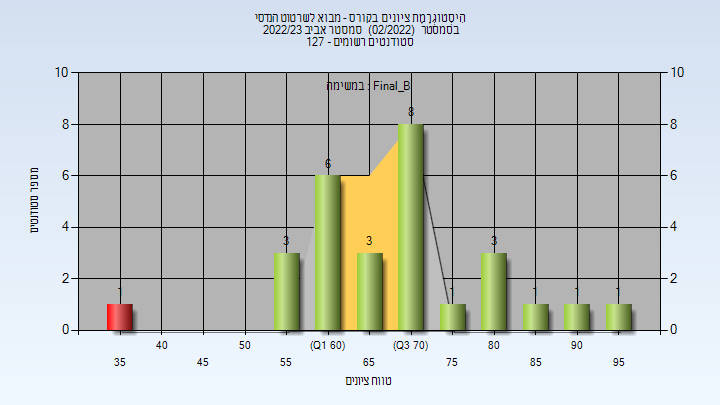 היסטוגרמת ציונים בקורס - מבוא לשרטוט הנדסי
בסמסטר (02/2022) סמסטר אביב 2022/23
סטודנטים רשומים - 127
במשימה : Final_B
מספר סטודנטים
10 10
8 8
6 6
4 4
2 2
0 0
1 3 6 3 8 1 3 1 1 1
40 50 (Q1 60) (Q3 70) 80 90
35 45 55 65 75 85 95
טווח ציונים